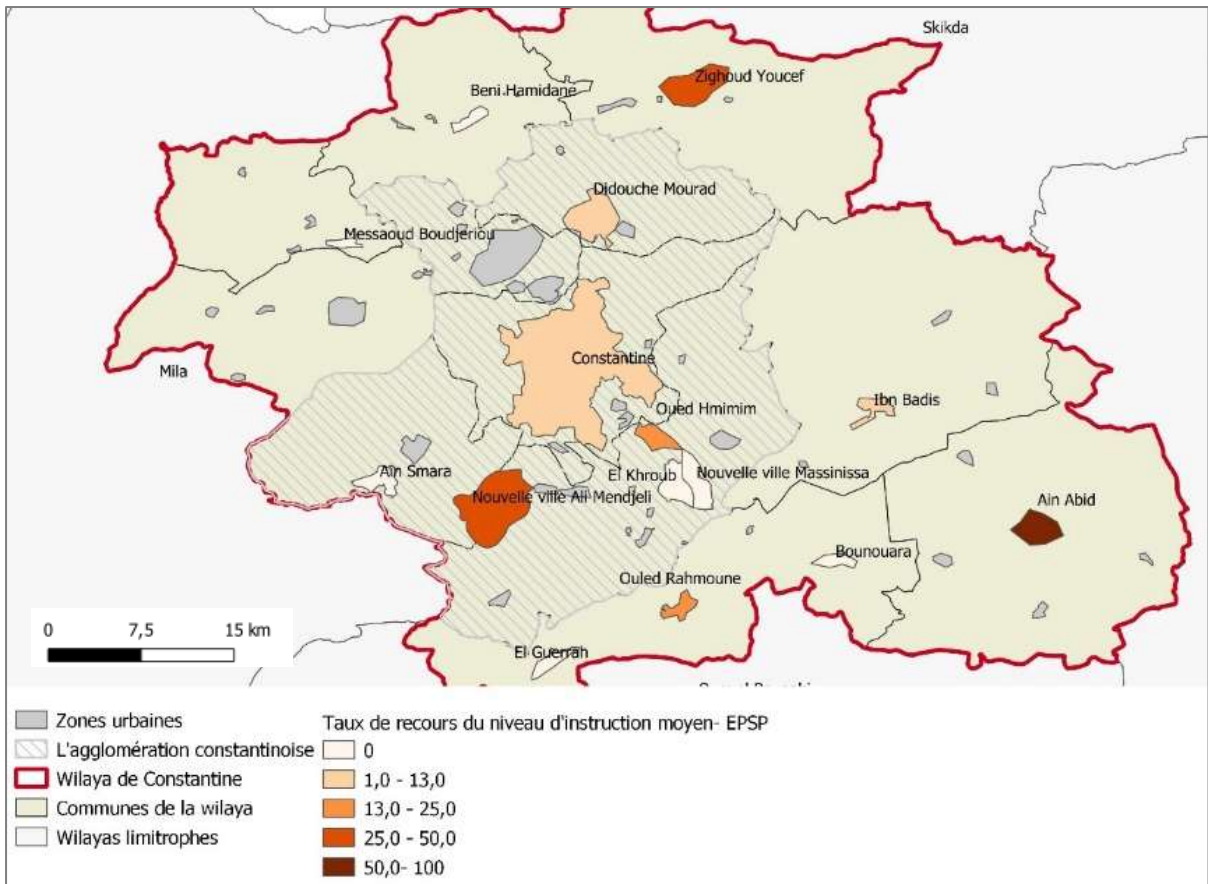 Skikda
Zighoud Youcef
Beni Hamidane
Didouche Mourad
Messaoud Boudjeriou
Constantine
Mila
Ibn Badis
Oued Hmimim
Ain Smara
El Khroub
Nouvelle ville Massinissa
Nouvelle ville Ali Mendjeli
Ain Abid
Bounouara
Ouled Rahmoune
El Guerrah
0 7,5 15 km
Zones urbaines
L'agglomération constantinoise
Wilaya de Constantine
Communes de la wilaya
Wilayas limitrophes
Taux de recours du niveau d'instruction moyen- EPSP
0
1,0 - 13,0
13,0 - 25,0
25,0 - 50,0
50,0- 100